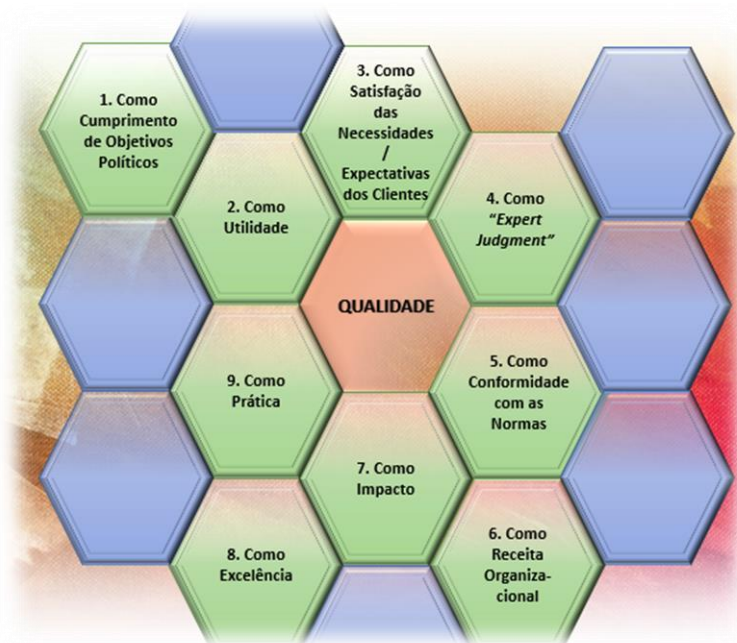 1. Como
Cumprimento
de Objetivos
Políticos
2. Como
Utilidade
3. Como
Satisfação
das
Necessidades
/
Expectativas
dos Clientes
4. Como
“Expert
Judgment”
QUALIDADE
5. Como
Conformidade
com as
Normas
6. Como
Receita
Organiza-
cional
7. Como
Impacto
8. Como
Excelência
9. Como
Prática